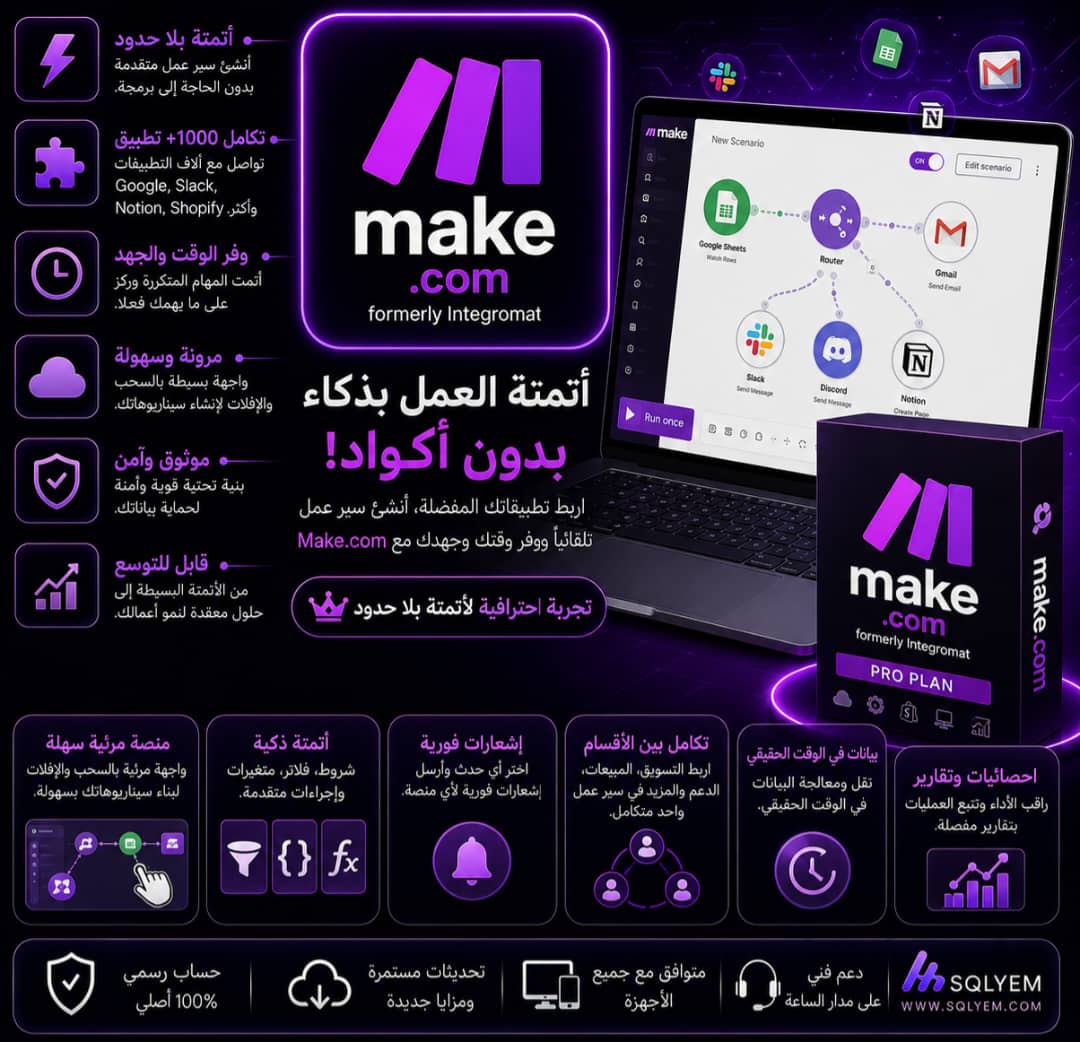 أتمتة بلا حدود
أنشئ سير عمل متقدمة
بدون الحاجة إلى برمجة.
تكامل 1000+ تطبيق
تواصل مع آلاف التطبيقات
Google, Slack,
Notion, Shopify وأكثر.
وفر الوقت والجهد
أتمت المهام المتكررة وركز
على ما يهمك فعلا.
مرونة وسهولة
واجهة بسيطة بالسحب
والإفلات لإنشاء سيناريوهاتك.
موثوق وآمن
بنية تحتية قوية وأمنة
لحماية بياناتك.
قابل للتوسع
من الأتمتة البسيطة إلى
حلول معقدة لنمو أعمالك.
make
.com
formerly Integromat
أتمتة العمل بذكاء
بدون أكواد!
اربط تطبيقاتك المفضلة، أنشئ سير عمل
تلقائياً ووفر وقتك وجهدك مع Make.com
تجربة احترافية لأتمتة بلا حدود
make
New Scenario
ON
Edit scenario
Google Sheets
Watch Rows
Router
Gmail
Send Email
Slack
Send Message
Discord
Send Message
Notion
Create Page
Run once
make
.com
formerly Integromat
PRO PLAN
make.com
منصة مرئية سهلة
واجهة مرئية بالسحب والإفلات
لبناء سيناريوهاتك بسهولة.
أتمتة ذكية
شروط، فلاتر، متغيرات
وإجراءات متقدمة.
{}
fx
إشعارات فورية
اختر أي حدث وأرسل
إشعارات فورية لأي منصة.
تكامل بين الأقسام
اربط التسويق، المبيعات،
الدعم والمزيد في سير عمل
واحد متكامل.
بيانات في الوقت الحقيقي
نقل ومعالجة البيانات
في الوقت الحقيقي.
احصائيات وتقارير
راقب الأداء وتتبع العمليات
بتقارير مفصلة.
حساب رسمي
100% أصلي
تحديثات مستمرة
ومزايا جديدة
متوافق مع جميع
الأجهزة
دعم فني
على مدار الساعة
SQLYEM
WWW.SQLYEM.COM